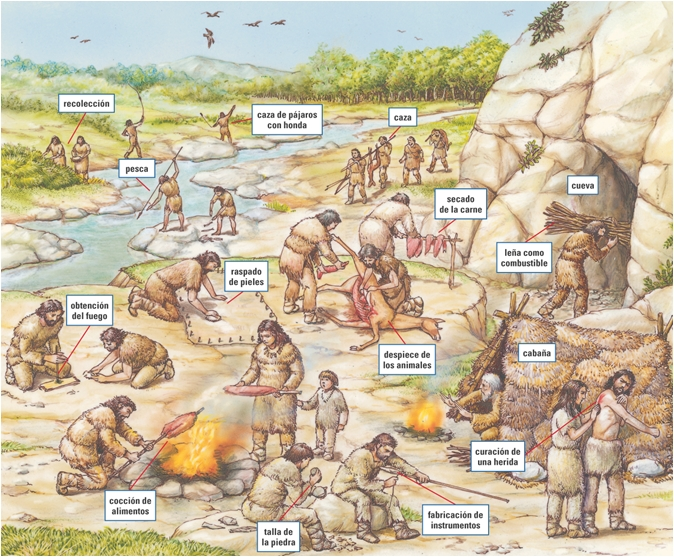 recolección
caza de pájaros
con honda
caza
pesca
cueva
secado
de la carne
leña como
combustible
raspado
de pieles
obtención
del fuego
despiece de
los animales
cabaña
curación de
una herida
cocción de
alimentos
talla de
la piedra
fabricación de
instrumentos